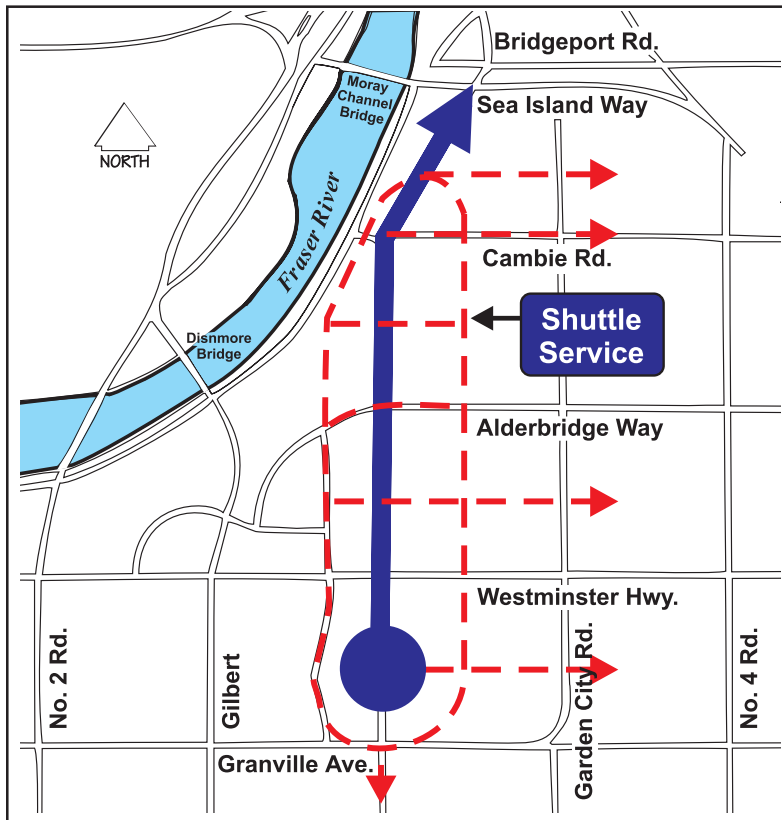 Bridgeport Rd.
Moray
Channel
Bridge
Sea Island Way
NORTH
Fraser River
Cambie Rd.
Shuttle
Service
Disnmore
Bridge
Alderbridge Way
Westminster Hwy.
No. 2 Rd.
Gilbert
Garden City Rd.
No. 4 Rd.
Granville Ave.